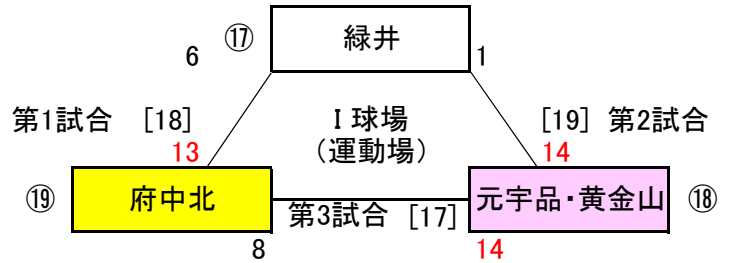 ⑰ 緑井
6 1
第1試合 [18] I球場 [19] 第2試合
(運動場)
13 14
⑲ 府中北 元宇品・黄金山 ⑱
第3試合 [17]
8 14